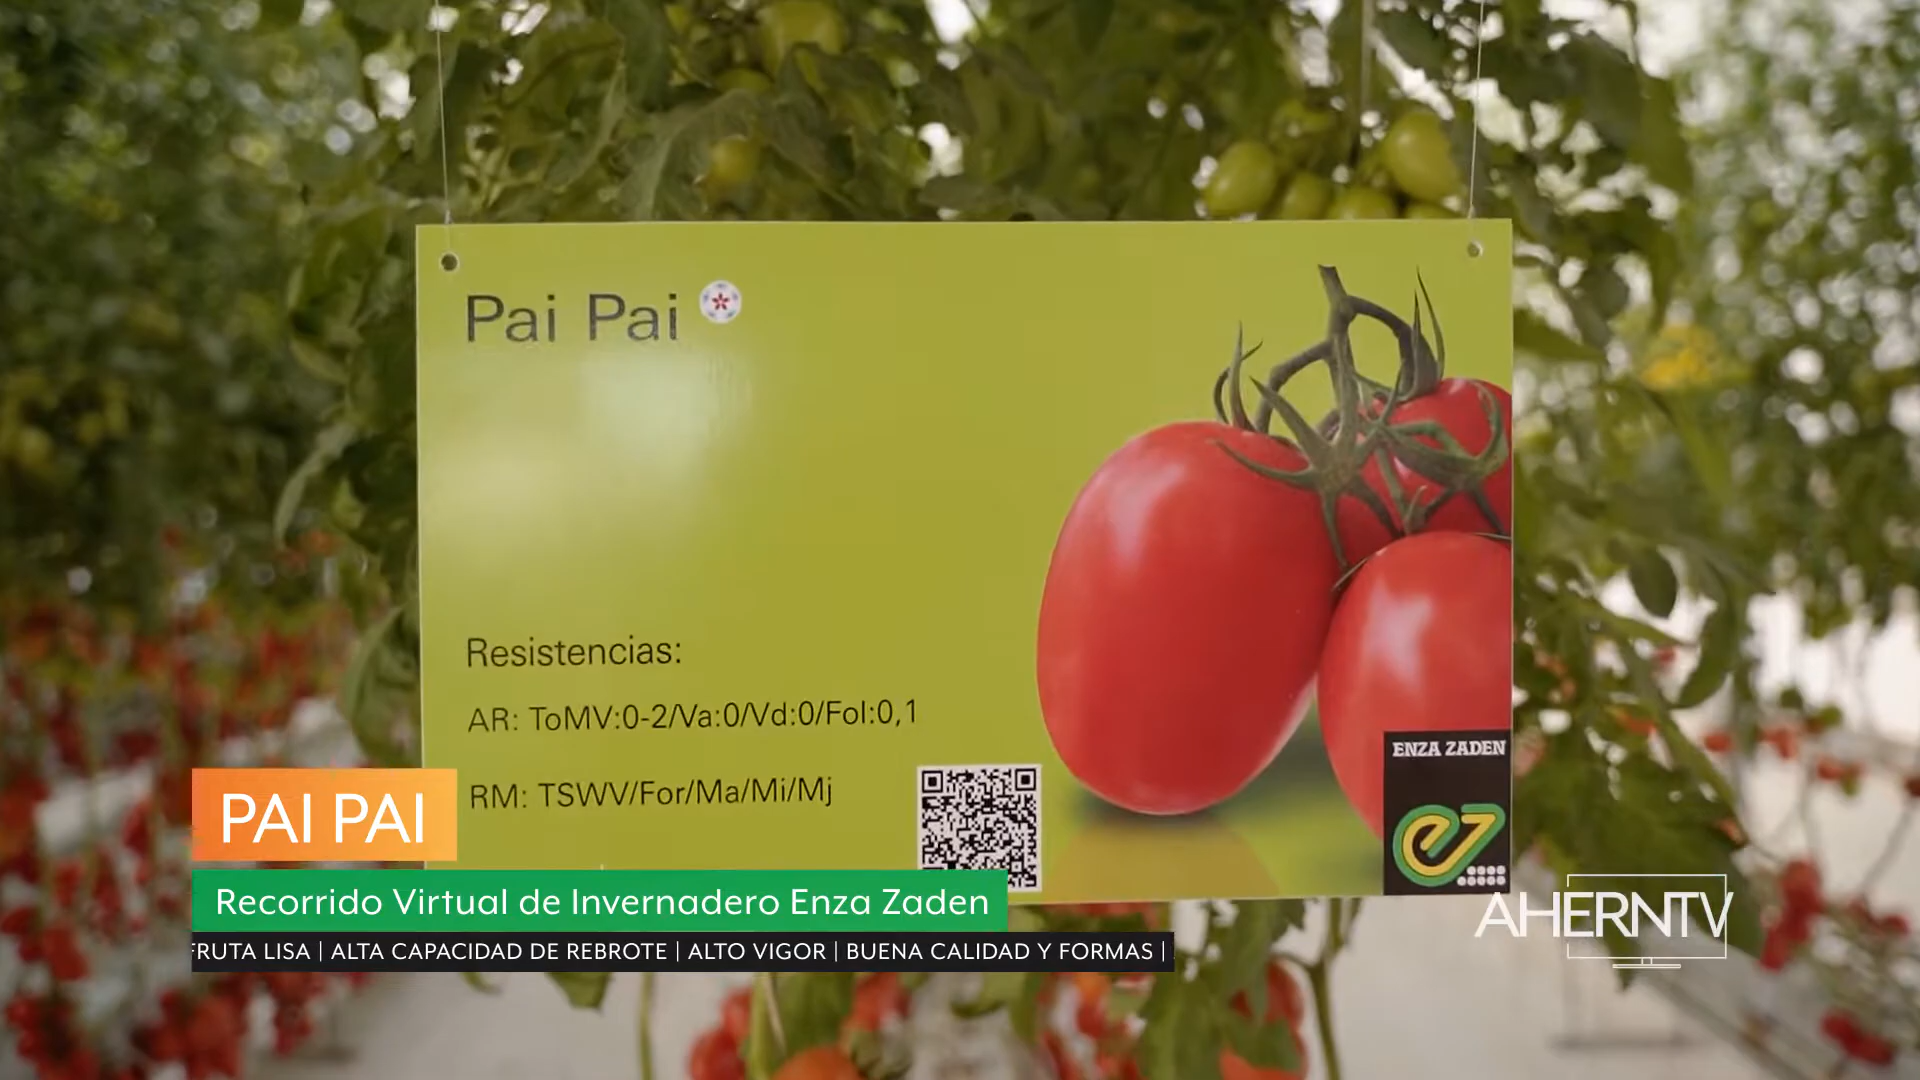 Pai Pai
Resistencias:
AR: ToMV:0-2/Va:0/Vd:0/Fol:0,1
RM: TSWV/For/Ma/Mi/Mj
ENZA ZADEN
PAI PAI
Recorrido Virtual de Invernadero Enza Zaden
FRUTA LISA | ALTA CAPACIDAD DE REBROTE | ALTO VIGOR | BUENA CALIDAD Y FORMAS |
AHERNTV